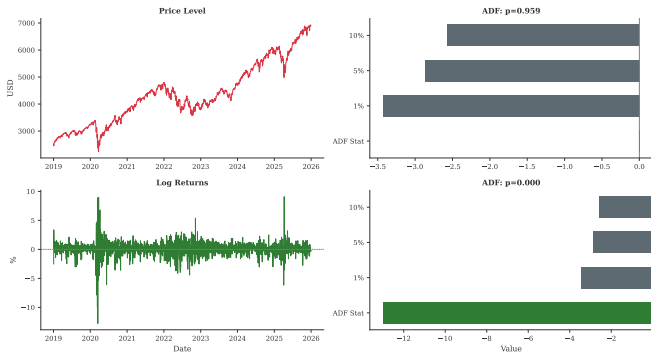 Price Level
7000
6000
5000
4000
3000
USD
2019 2020 2021 2022 2023 2024 2025 2026
ADF: p=0.959
10%
5%
1%
ADF Stat
−3.5 −3.0 −2.5 −2.0 −1.5 −1.0 −0.5 0.0
Log Returns
10
5
0
−5
−10
%
2019 2020 2021 2022 2023 2024 2025 2026
Date
ADF: p=0.000
10%
5%
1%
ADF Stat
−12 −10 −8 −6 −4 −2
Value